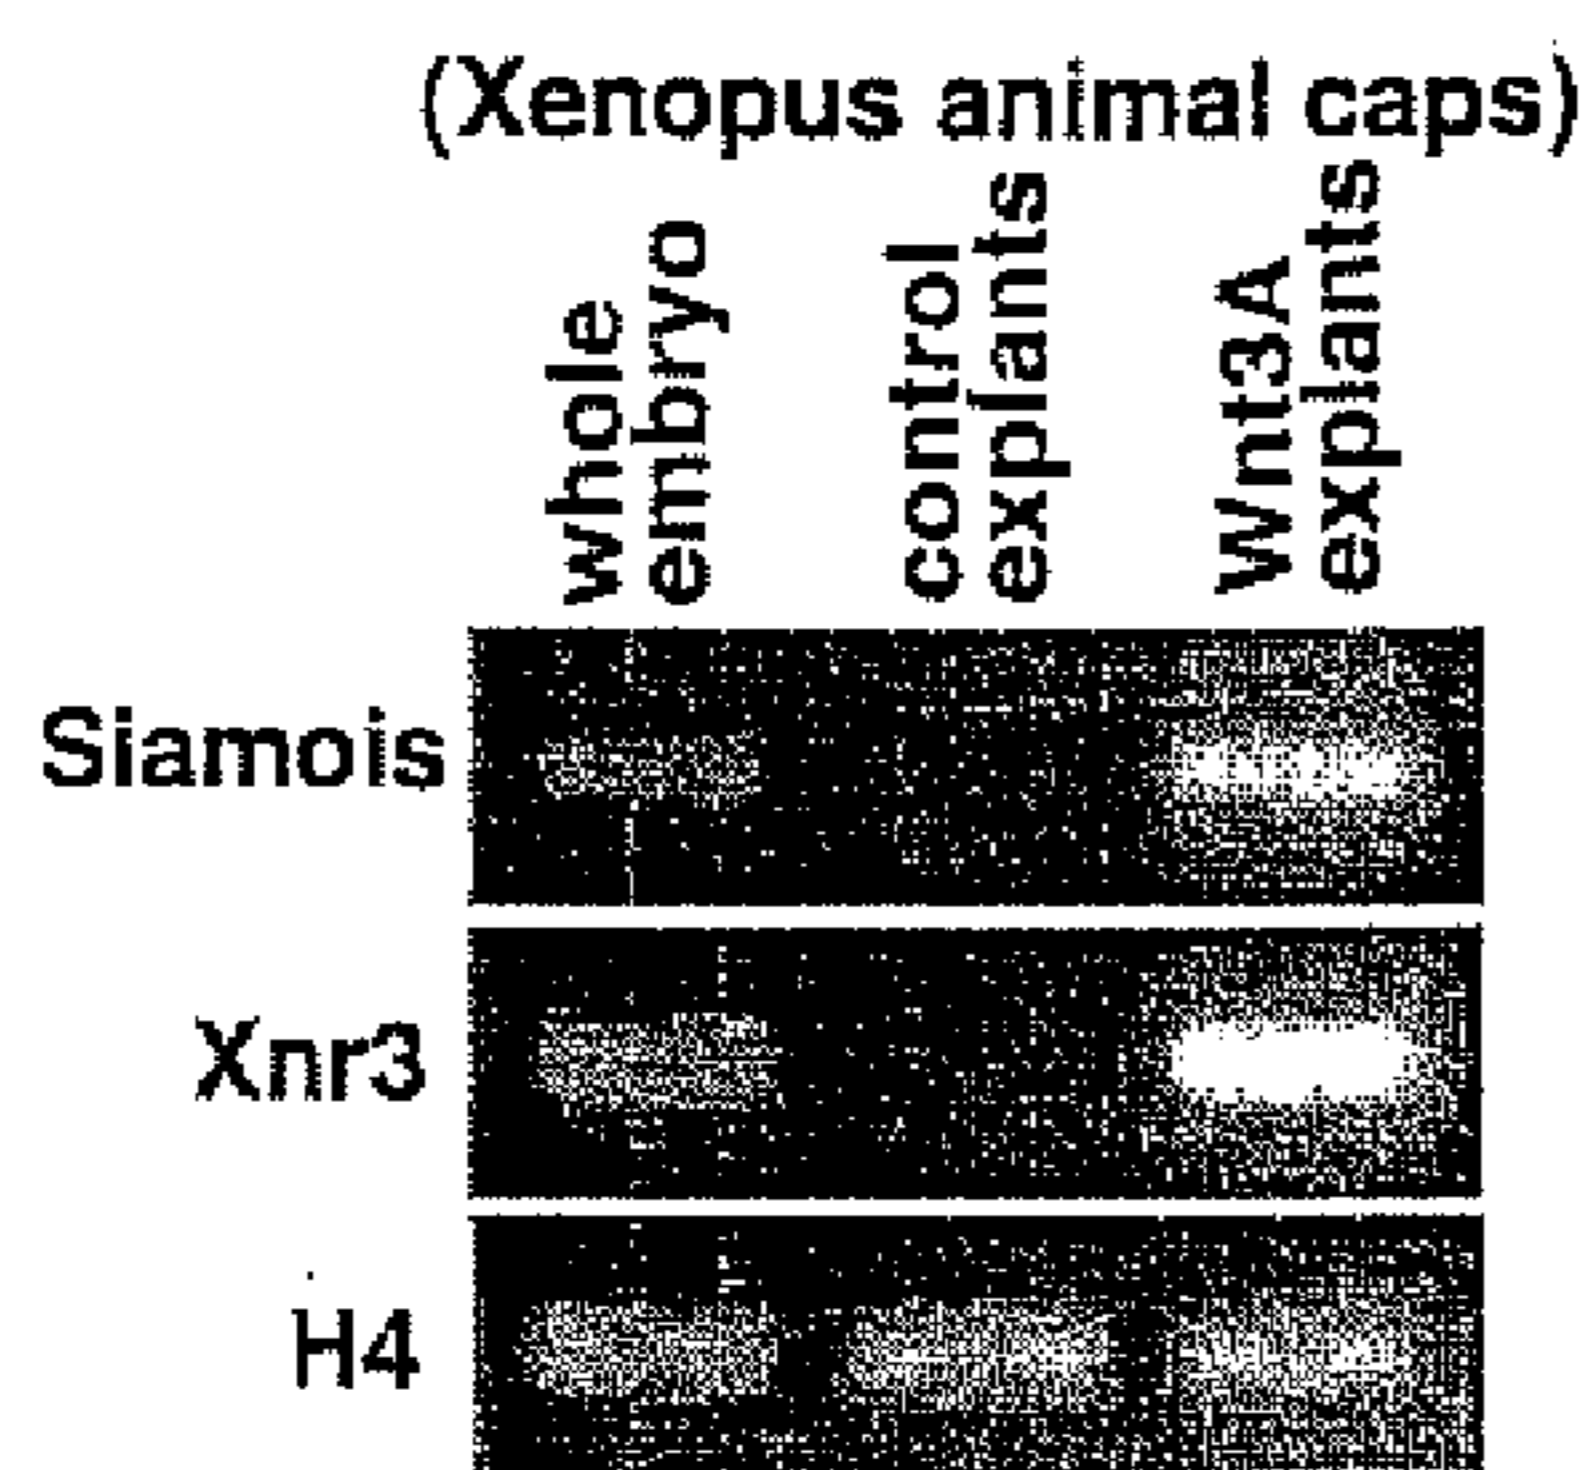 (Xenopus animal caps)
whole
embryo
control
explants
Wnt3A
explants
Siamois
Xnr3
H4